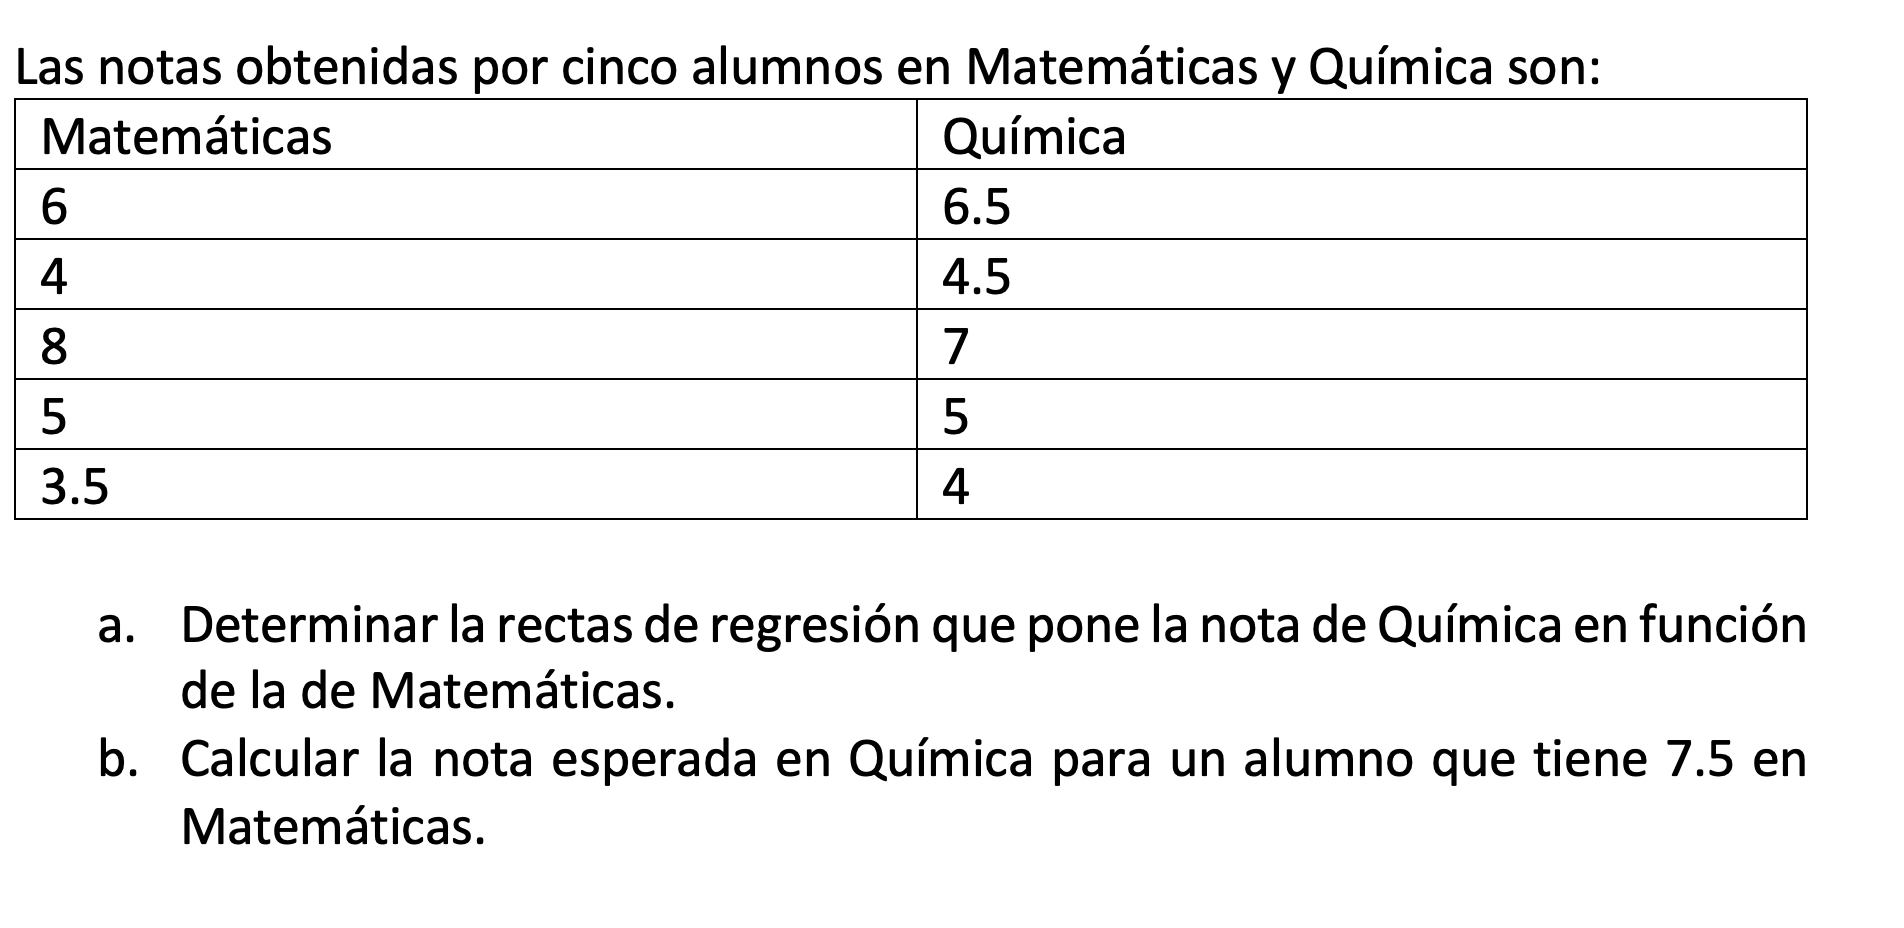 Las notas obtenidas por cinco alumnos en Matemáticas y Química son:
Matemáticas Química
6 6.5
4 4.5
8 7
5 5
3.5 4
a. Determinar la rectas de regresión que pone la nota de Química en función
de la de Matemáticas.
b. Calcular la nota esperada en Química para un alumno que tiene 7.5 en
Matemáticas.